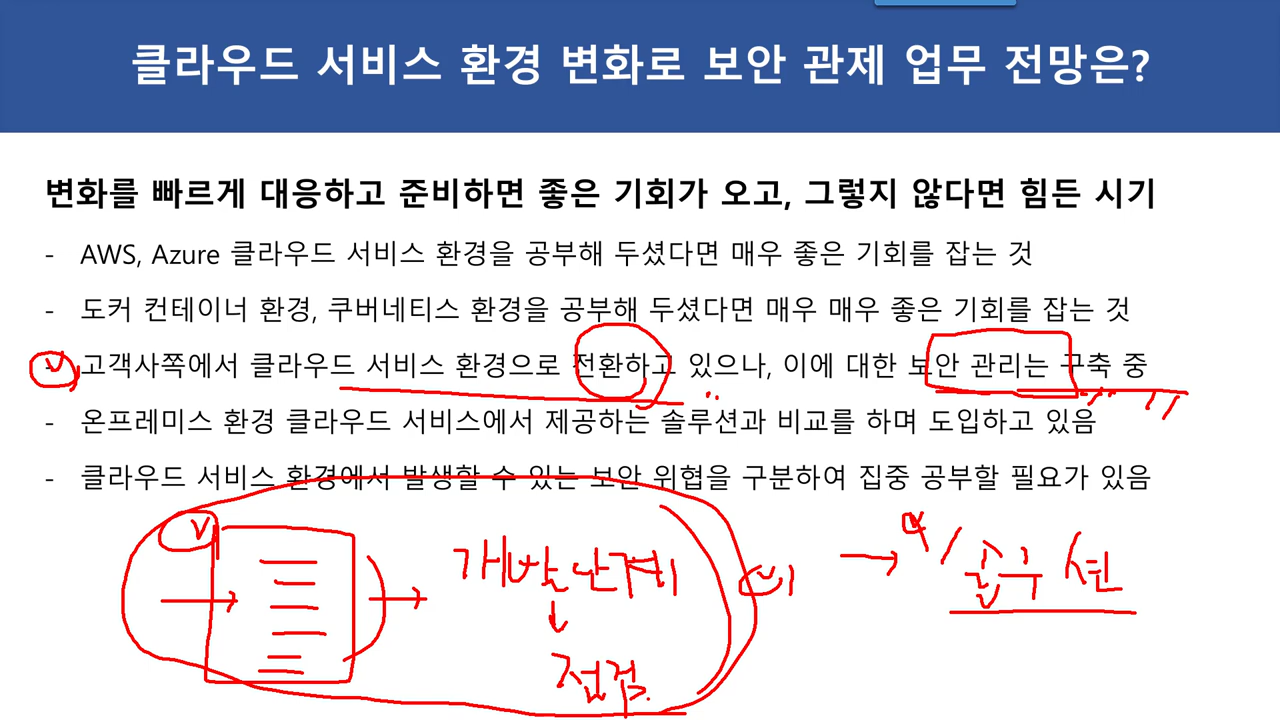 클라우드 서비스 환경 변화로 보안 관제 업무 전망은?
변화를 빠르게 대응하고 준비하면 좋은 기회가 오고, 그렇지 않다면 힘든 시기
- AWS, Azure 클라우드 서비스 환경을 공부해 두셨다면 매우 좋은 기회를 잡는 것
- 도커 컨테이너 환경, 쿠버네티스 환경을 공부해 두셨다면 매우 매우 좋은 기회를 잡는 것
- 고객사쪽에서 클라우드 서비스 환경으로 전환하고 있으나, 이에 대한 보안 관리는 구축 중
- 온프레미스 환경 클라우드 서비스에서 제공하는 솔루션과 비교를 하며 도입하고 있음
- 클라우드 서비스 환경에서 발생할 수 있는 보안 위협을 구분하여 집중 공부할 필요가 있음
개발단계
솔루션
점검